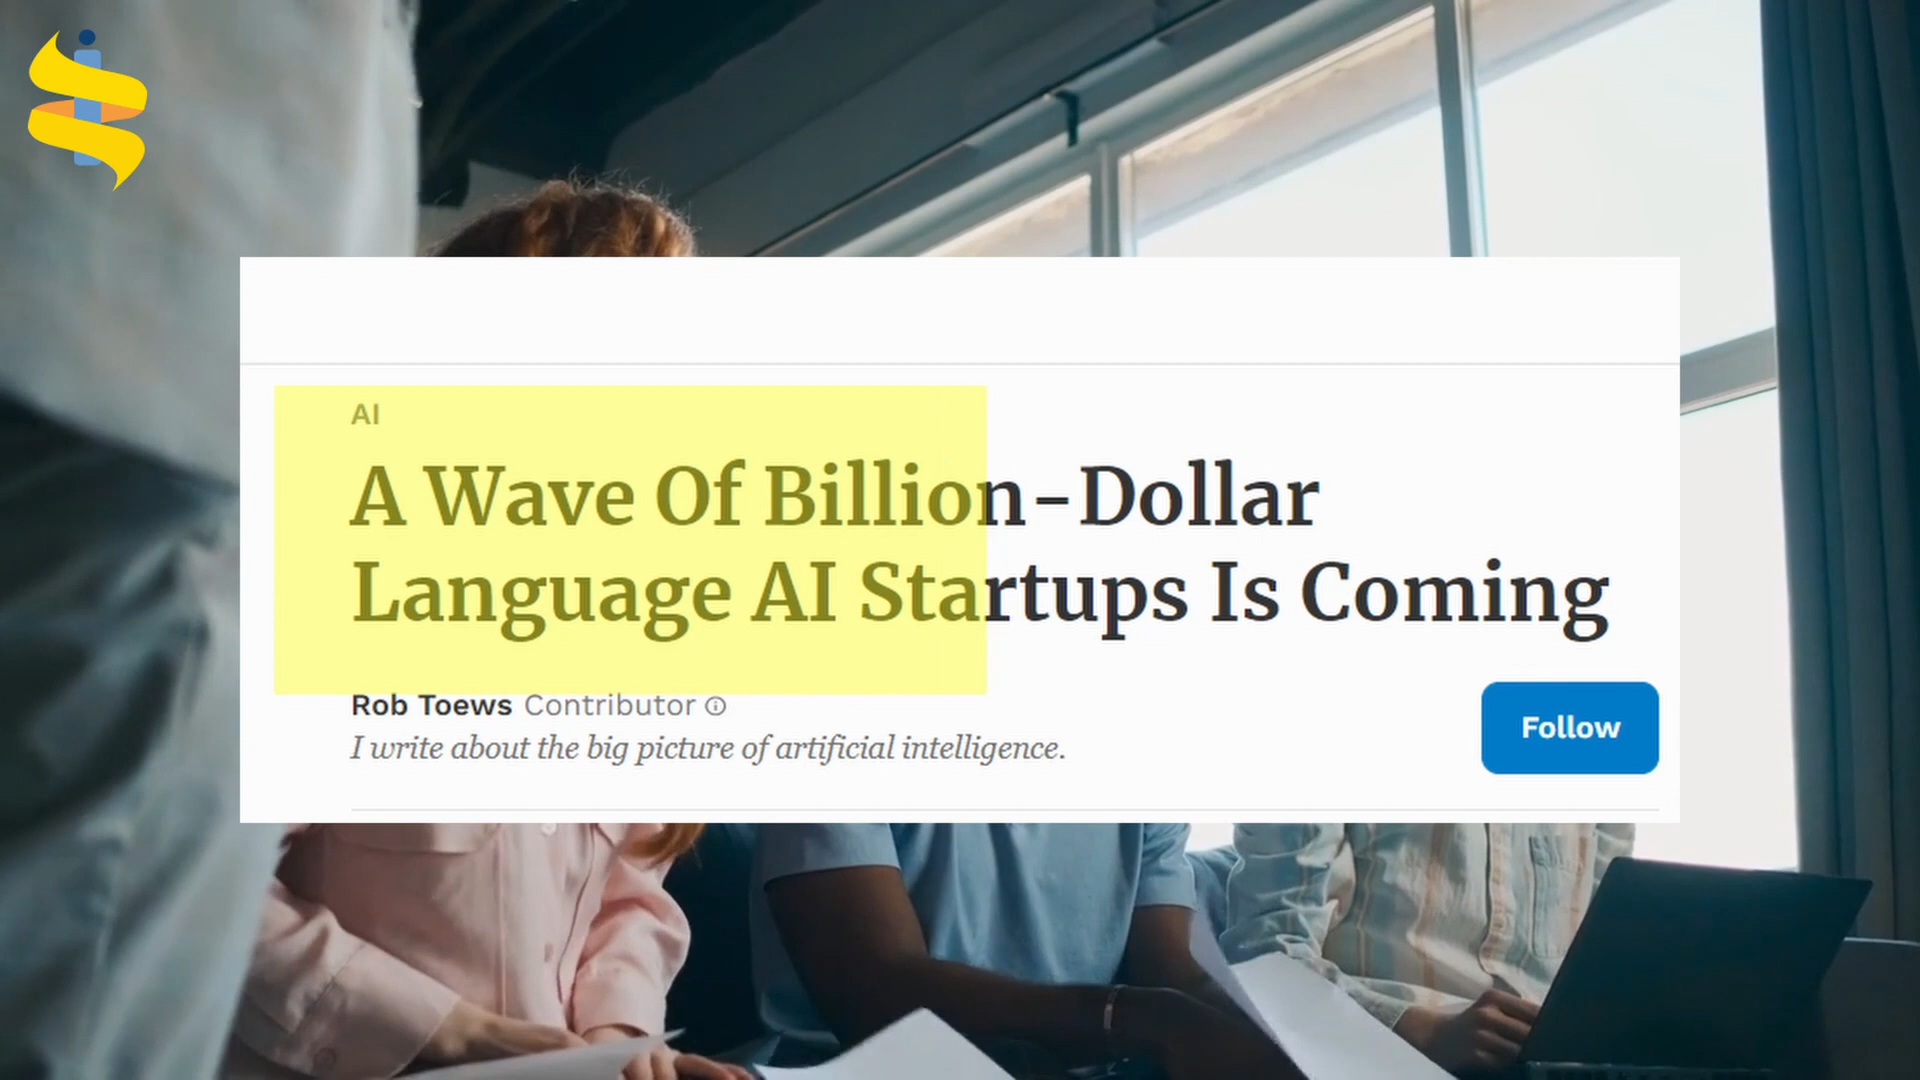 AI
A Wave Of Billion-Dollar
Language AI Startups Is Coming
Rob Toews Contributor
I write about the big picture of artificial intelligence.
Follow